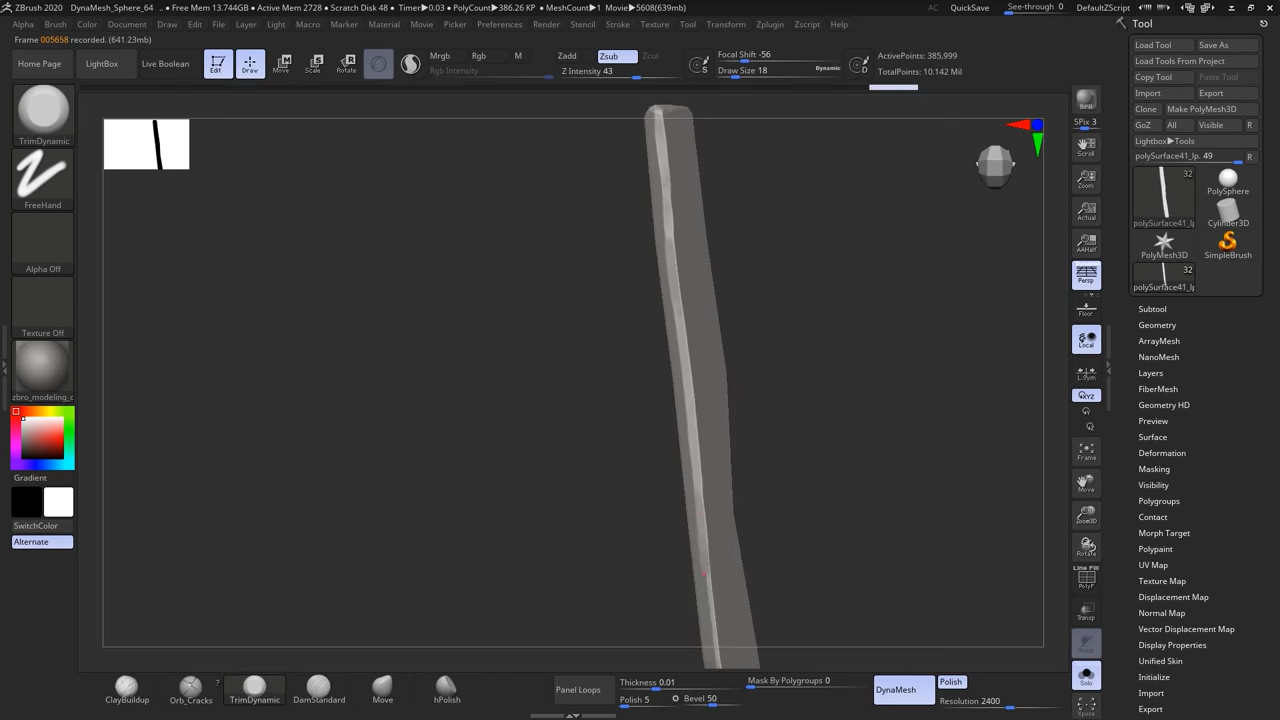 ZBrush 2020 DynaMesh_Sphere_64 .. Free Mem 13.744GB • Active Mem 2728 • Scratch Disk 48 • Timer▶0.03 • PolyCount▶386.26 KP • MeshCount▶1 Movie▶5608(639mb) AC QuickSave See-through 0 Menus DefaultZScript
Alpha Brush Color Document Draw Edit File Layer Light Macro Marker Material Movie Picker Preferences Render Stencil Stroke Texture Tool Transform Zplugin Zscript Help
Frame 005658 recorded. (641.23mb)
Home Page LightBox Live Boolean Edit Draw Move Scale Rotate
Mrgb Rgb M
Rgb Intensity
Zadd Zsub Zcut
Z Intensity 43
Focal Shift -56
Draw Size 18 Dynamic
S
D
ActivePoints: 385,999
TotalPoints: 10.142 Mil
TrimDynamic
FreeHand
Alpha Off
Texture Off
zbro_modeling_c
Gradient
SwitchColor
Alternate
BPR
SPix 3
Scroll
Zoom
Actual
AAHalf
Persp
Floor
Local
L.Sym
XYZ
Frame
Move
Zoom3D
Rotate
Line Fill
PolyF
Transp
Solo
Xpose
Tool
Load Tool Save As
Load Tools From Project
Copy Tool Paste Tool
Import Export
Clone Make PolyMesh3D
GoZ All Visible R
Lightbox▶Tools
polySurface41_lp. 49 R
32
PolySphere
polySurface41_lp
Cylinder3D
PolyMesh3D
SimpleBrush
32
polySurface41_lp
Subtool
Geometry
ArrayMesh
NanoMesh
Layers
FiberMesh
Geometry HD
Preview
Surface
Deformation
Masking
Visibility
Polygroups
Contact
Morph Target
Polypaint
UV Map
Texture Map
Displacement Map
Normal Map
Vector Displacement Map
Display Properties
Unified Skin
Initialize
Import
Export
Claybuildup Orb_Cracks ? TrimDynamic DamStandard Move hPolish
Panel Loops
Thickness 0.01
Polish 5 Bevel 50
Mask By Polygroups 0
DynaMesh
Polish
Resolution 2400